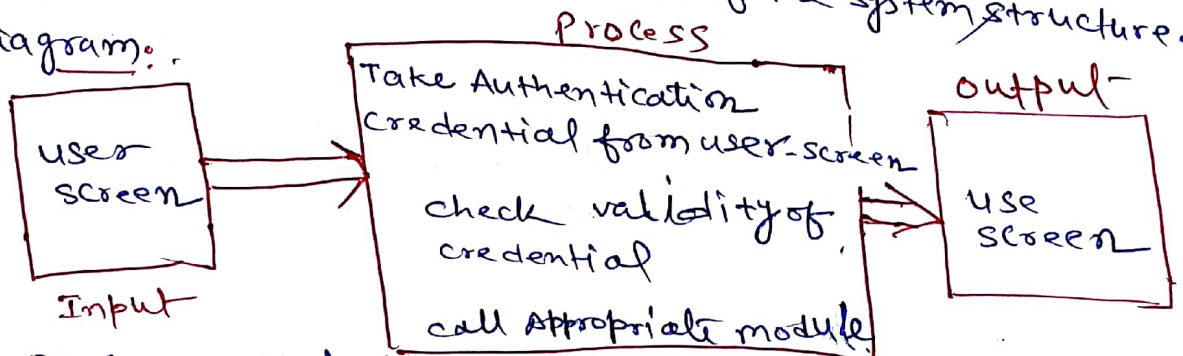 system structure.
iagram:
Process
output
Take Authentication
credential from user-screen
user
screen
check validity of
credential
use
screen
Input
call Appropriate module